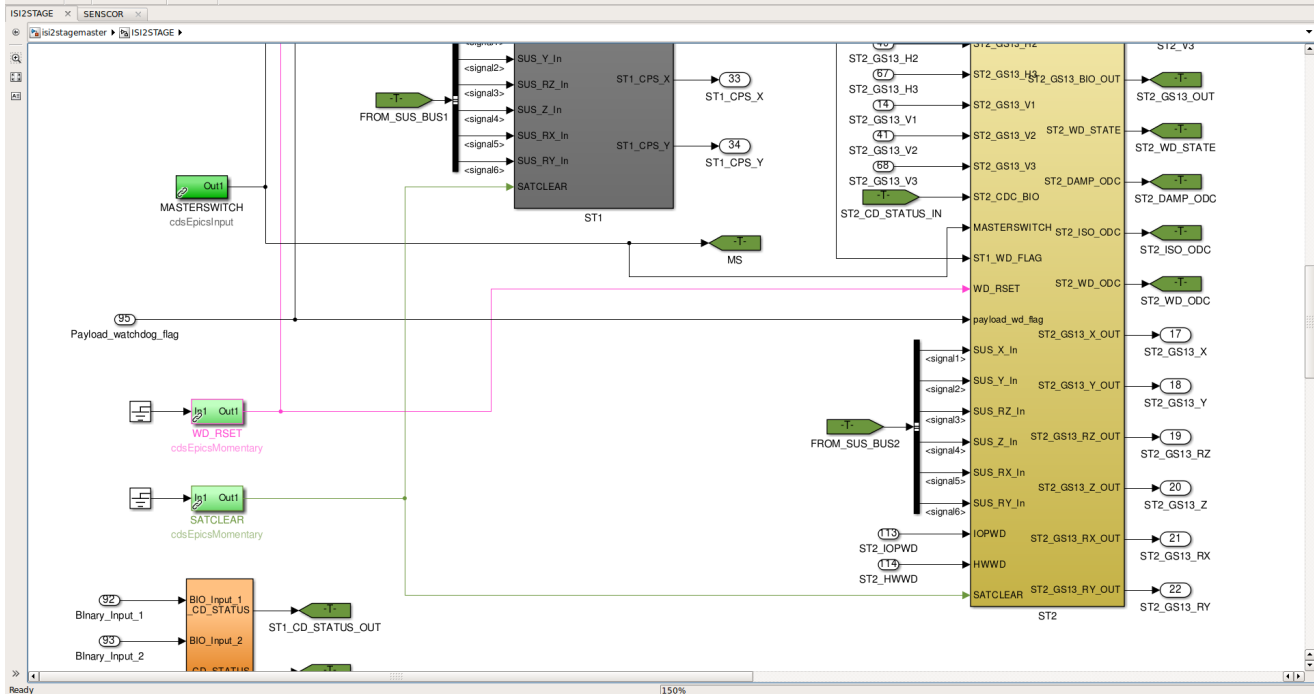 ISI2STAGE × SENSCOR ×
isi2stagemaster ▶ ISI2STAGE ▶
<signal2>
<signal3>
<signal4>
<signal5>
<signal6>
FROM_SUS_BUS1
-T-
SUS_Y_In
SUS_RZ_In
SUS_Z_In
SUS_RX_In
SUS_RY_In
SATCLEAR
ST1_CPS_X
ST1_CPS_Y
ST1
33
ST1_CPS_X
34
ST1_CPS_Y
Out1
MASTERSWITCH
cdsEpicsInput
-T-
MS
95
Payload_watchdog_flag
In1 Out1
WD_RSET
cdsEpicsMomentary
In1 Out1
SATCLEAR
cdsEpicsMomentary
92
BInary_Input_1
93
BInary_Input_2
BIO_Input_1
_CD_STATUS
BIO_Input_2
CD_STATUS
-T-
ST1_CD_STATUS_OUT
-T-
ST2_GS13_H2
67
ST2_GS13_H3
14
ST2_GS13_V1
41
ST2_GS13_V2
68
ST2_GS13_V3
-T-
ST2_CD_STATUS_IN
ST2_GS13_H2
ST2_GS13_H3
ST2_GS13_V1
ST2_GS13_V2
ST2_GS13_V3
ST2_CDC_BIO
MASTERSWITCH
ST1_WD_FLAG
WD_RSET
payload_wd_flag
SUS_X_In
SUS_Y_In
SUS_RZ_In
SUS_Z_In
SUS_RX_In
SUS_RY_In
IOPWD
HWWD
SATCLEAR
<signal1>
<signal2>
<signal3>
<signal4>
<signal5>
<signal6>
-T-
FROM_SUS_BUS2
113
ST2_IOPWD
114
ST2_HWWD
ST2_GS13_BIO_OUT
ST2_WD_STATE
ST2_DAMP_ODC
ST2_ISO_ODC
ST2_WD_ODC
ST2_GS13_X_OUT
ST2_GS13_Y_OUT
ST2_GS13_RZ_OUT
ST2_GS13_Z_OUT
ST2_GS13_RX_OUT
ST2_GS13_RY_OUT
ST2
ST2_V3
-T-
ST2_GS13_OUT
-T-
ST2_WD_STATE
-T-
ST2_DAMP_ODC
-T-
ST2_ISO_ODC
-T-
ST2_WD_ODC
17
ST2_GS13_X
18
ST2_GS13_Y
19
ST2_GS13_RZ
20
ST2_GS13_Z
21
ST2_GS13_RX
22
ST2_GS13_RY
Ready
150%